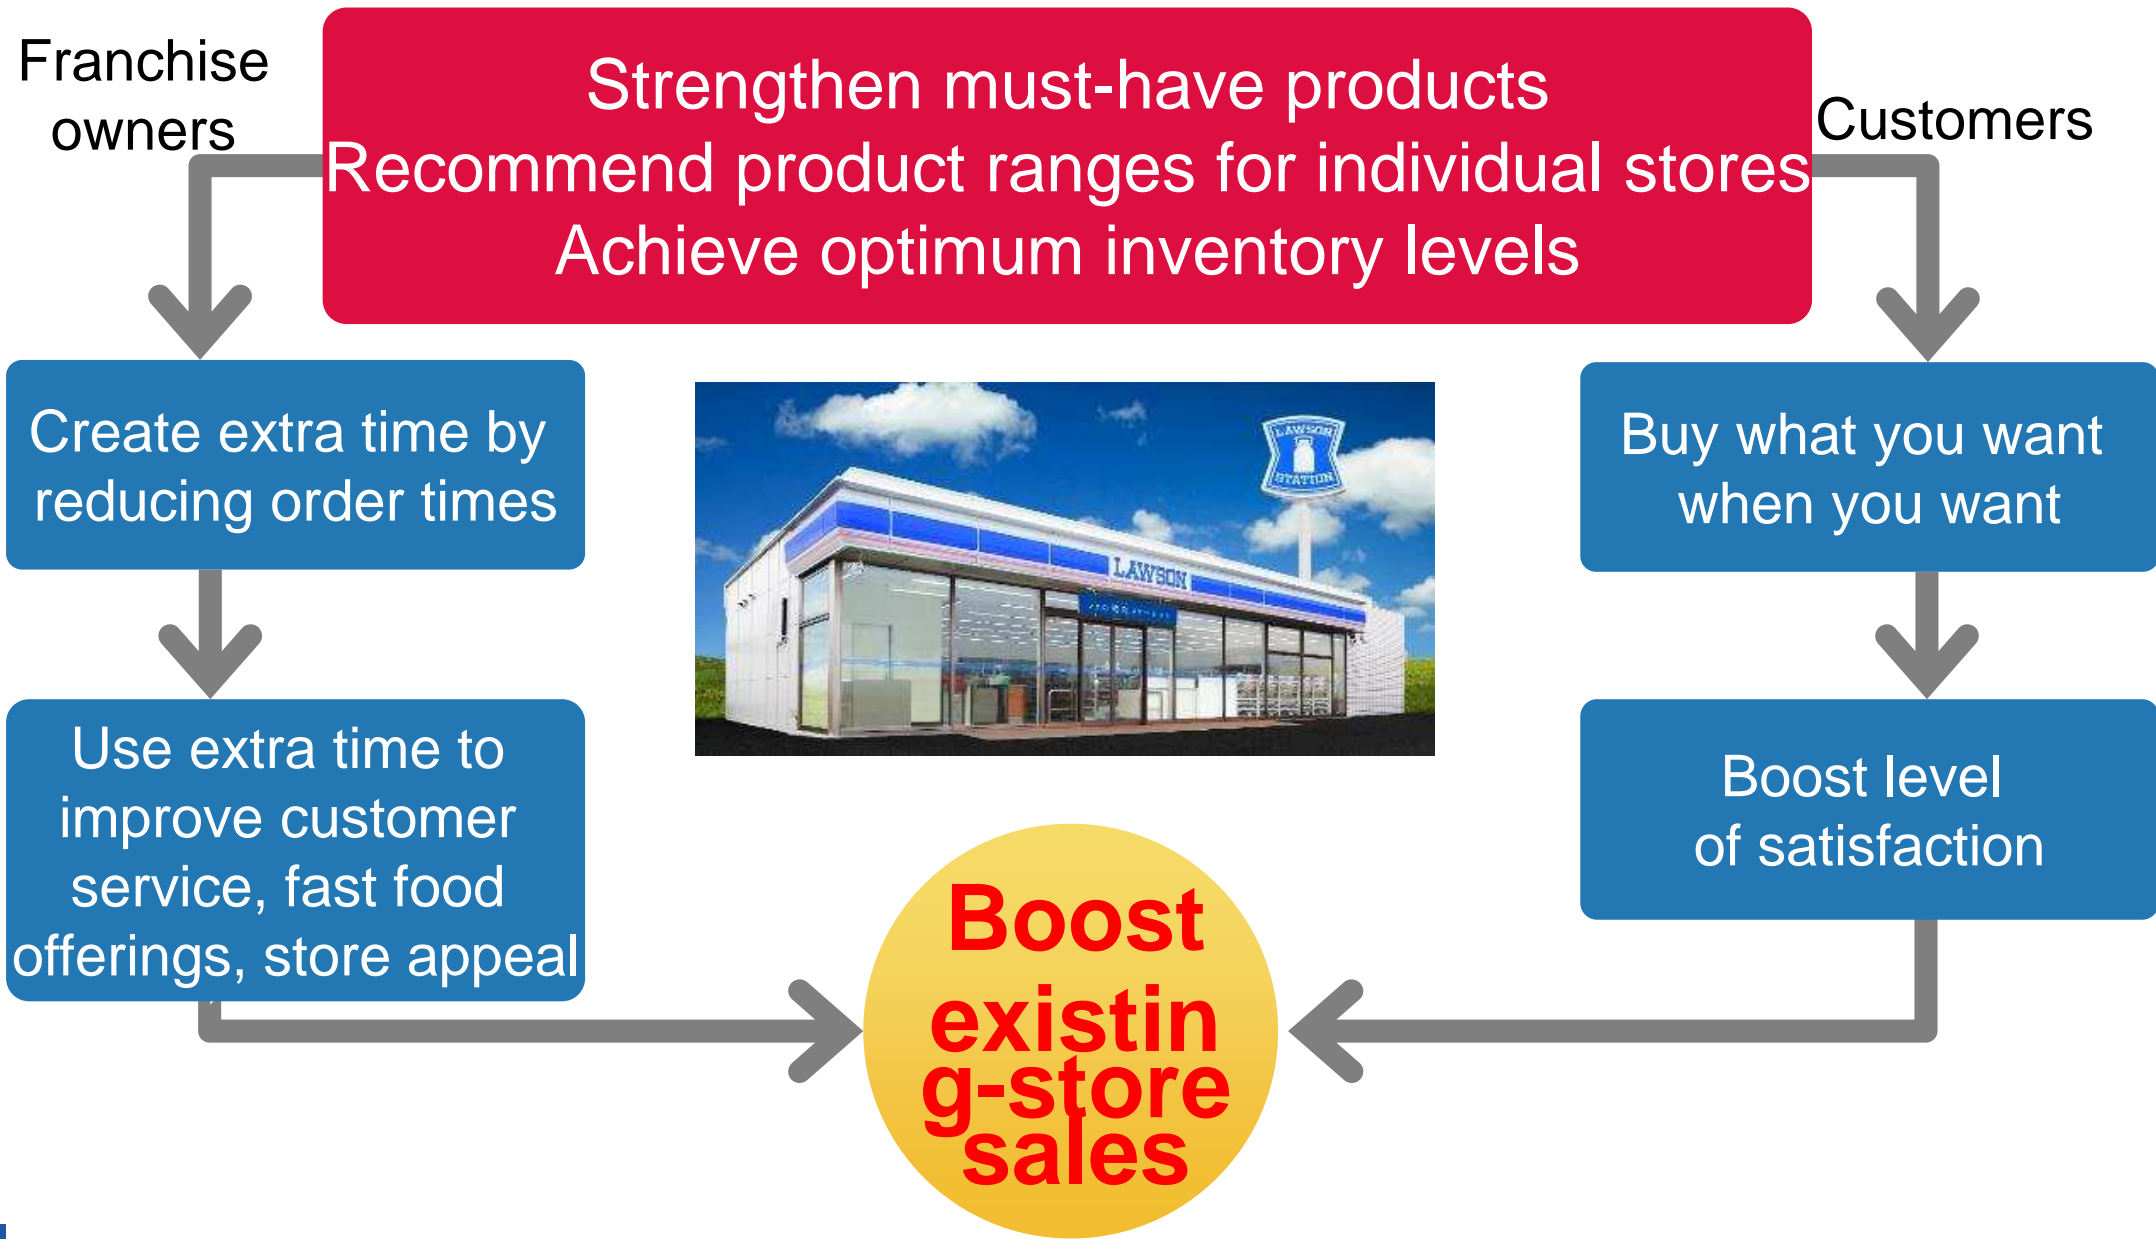 Franchise
owners
Strengthen must-have products
Recommend product ranges for individual stores
Achieve optimum inventory levels
Customers
Create extra time by
reducing order times
Buy what you want
when you want
LAWSON
STATION
LAWSON
Use extra time to
improve customer
service, fast food
offerings, store appeal
Boost level
of satisfaction
Boost
existin
g-store
sales